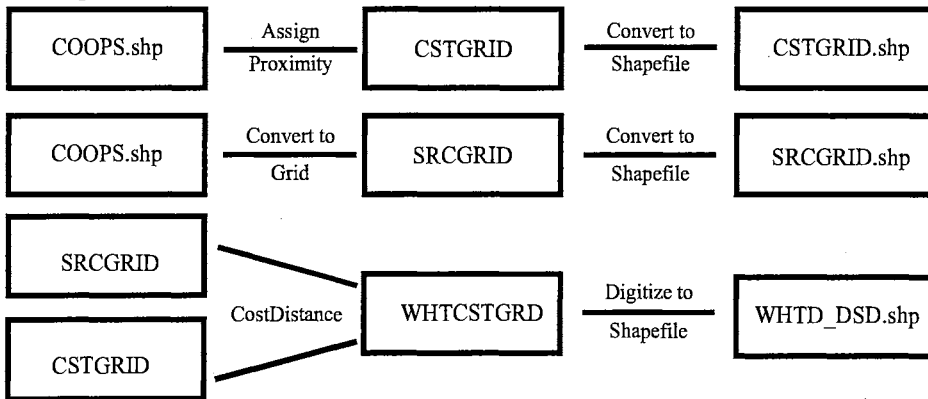 COOPS.shp
Assign
Proximity
CSTGRID
Convert to
Shapefile
CSTGRID.shp
COOPS.shp
Convert to
Grid
SRCGRID
Convert to
Shapefile
SRCGRID.shp
SRCGRID
CSTGRID
CostDistance
WHTCSTGRD
Digitize to
Shapefile
WHTD_DSD.shp